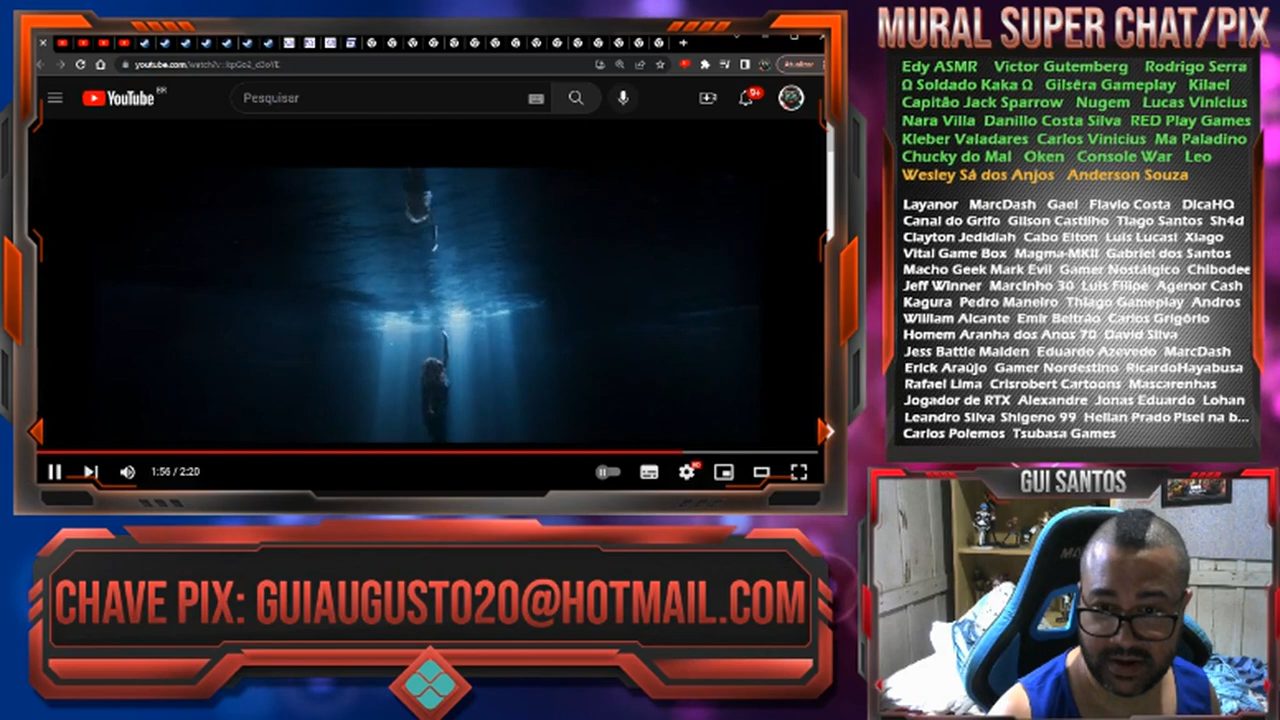 MURAL SUPER CHAT/PIX
YouTube BR
Pesquisar
9+
1:56 / 2:20
CHAVE PIX: GUIAUGUSTO20@HOTMAIL.COM
Edy ASMR Victor Gutemberg Rodrigo Serra
Ω Soldado Kaka Ω Gilsêra Gameplay Kilael
Capitão Jack Sparrow Nugem Lucas Vinicius
Nara Villa Danillo Costa Silva RED Play Games
Kleber Valadares Carlos Vinicius Ma Paladino
Chucky do Mal Oken Console War Leo
Wesley Sá dos Anjos Anderson Souza
Layanor MarcDash Gael Flavio Costa DicaHQ
Canal do Grifo Gilson Castilho Tiago Santos Sh4d
Clayton Jedidiah Cabo Elton Luis Lucasl Xiago
Vital Game Box Magma-MKII Gabriel dos Santos
Macho Geek Mark Evil Gamer Nostálgico Chibodee
Jeff Winner Marcinho 30 Luis Filipe Agenor Cash
Kagura Pedro Maneiro Thiago Gameplay Andros
William Alcante Emir Beltrão Carlos Grigório
Homem Aranha dos Anos 70 David Silva
Jess Battle Maiden Eduardo Azevedo MarcDash
Erick Araújo Gamer Nordestino RicardoHayabusa
Rafael Lima Crisrobert Cartoons Mascarenhas
Jogador de RTX Alexandre Jonas Eduardo Lohan
Leandro Silva Shigeno 99 Hellan Prado Pisei na b...
Carlos Polemos Tsubasa Games
GUI SANTOS